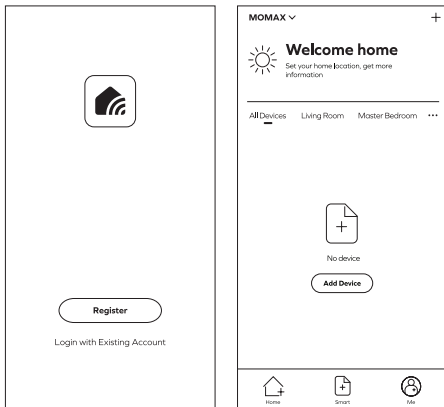 Register
Login with Existing Account
MOMAX
Welcome home
Set your home location, get more
information
All Devices Living Room Master Bedroom ...
No device
Add Device
Home Smart Me